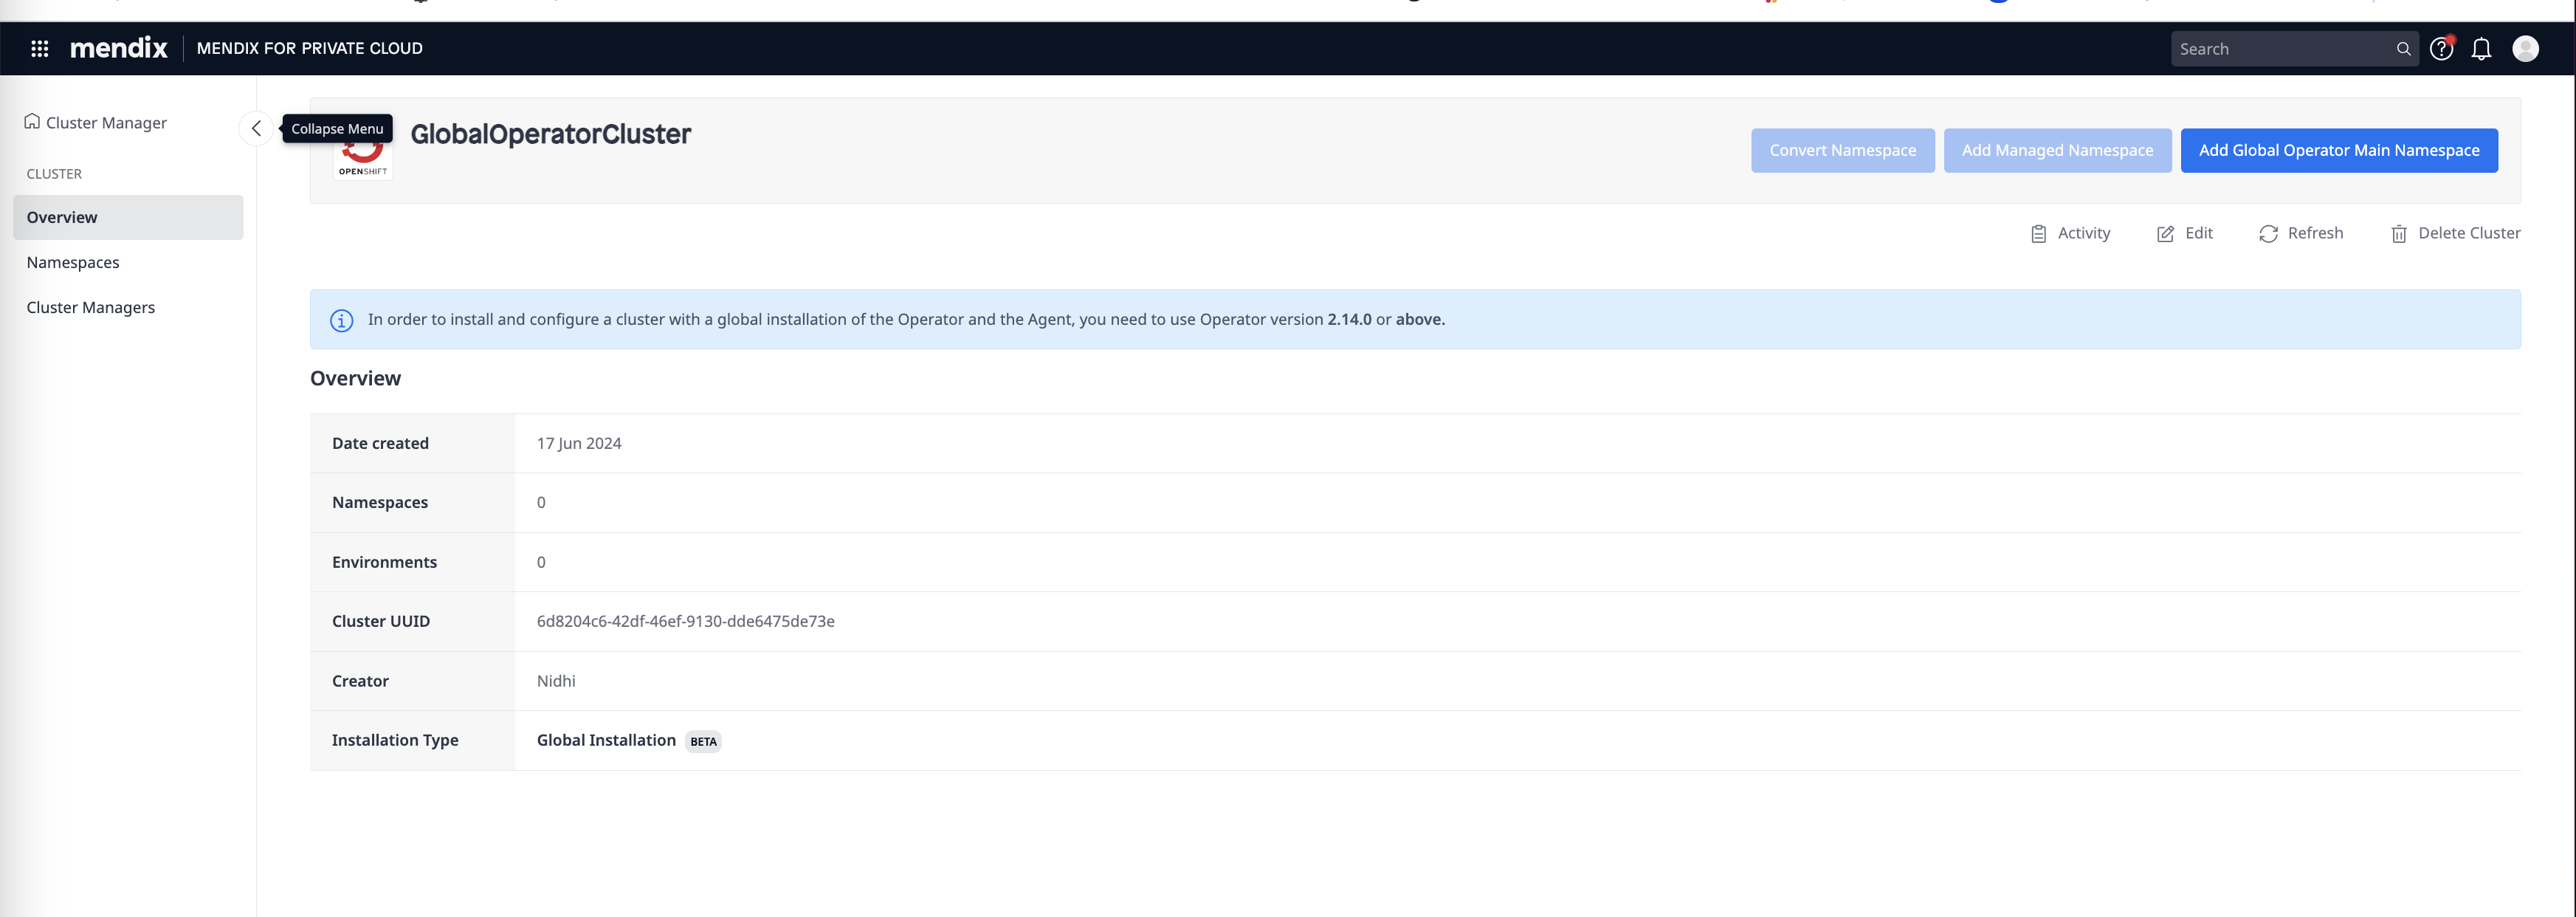 mendix
MENDIX FOR PRIVATE CLOUD
Search
Cluster Manager
CLUSTER
Overview
Namespaces
Cluster Managers
Collapse Menu
OPENSHIFT
GlobalOperatorCluster
Convert Namespace
Add Managed Namespace
Add Global Operator Main Namespace
Activity
Edit
Refresh
Delete Cluster
In order to install and configure a cluster with a global installation of the Operator and the Agent, you need to use Operator version 2.14.0 or above.
Overview
Date created 17 Jun 2024
Namespaces 0
Environments 0
Cluster UUID 6d8204c6-42df-46ef-9130-dde6475de73e
Creator Nidhi
Installation Type Global Installation BETA